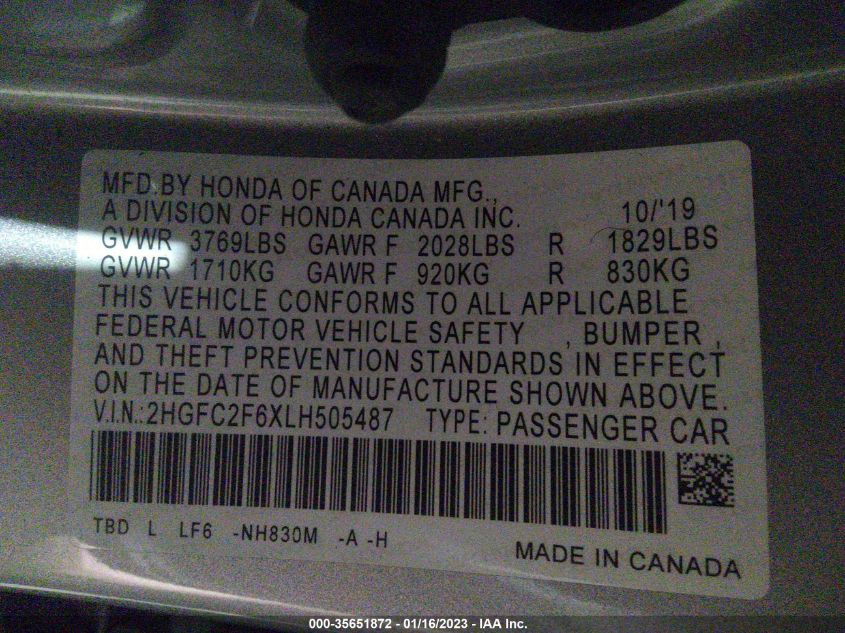 MFD BY HONDA OF CANADA MFG.,
A DIVISION OF HONDA CANADA INC. 10/'19
GVWR 3769LBS GAWR F 2028LBS R 1829LBS
GVWR 1710KG GAWR F 920KG R 830KG
THIS VEHICLE CONFORMS TO ALL APPLICABLE
FEDERAL MOTOR VEHICLE SAFETY , BUMPER ,
AND THEFT PREVENTION STANDARDS IN EFFECT
ON THE DATE OF MANUFACTURE SHOWN ABOVE.
V.I.N.:2HGFC2F6XLH505487 TYPE: PASSENGER CAR
TBD L LF6 -NH830M -A -H
MADE IN CANADA
000-35651872 - 01/16/2023 - IAA Inc.